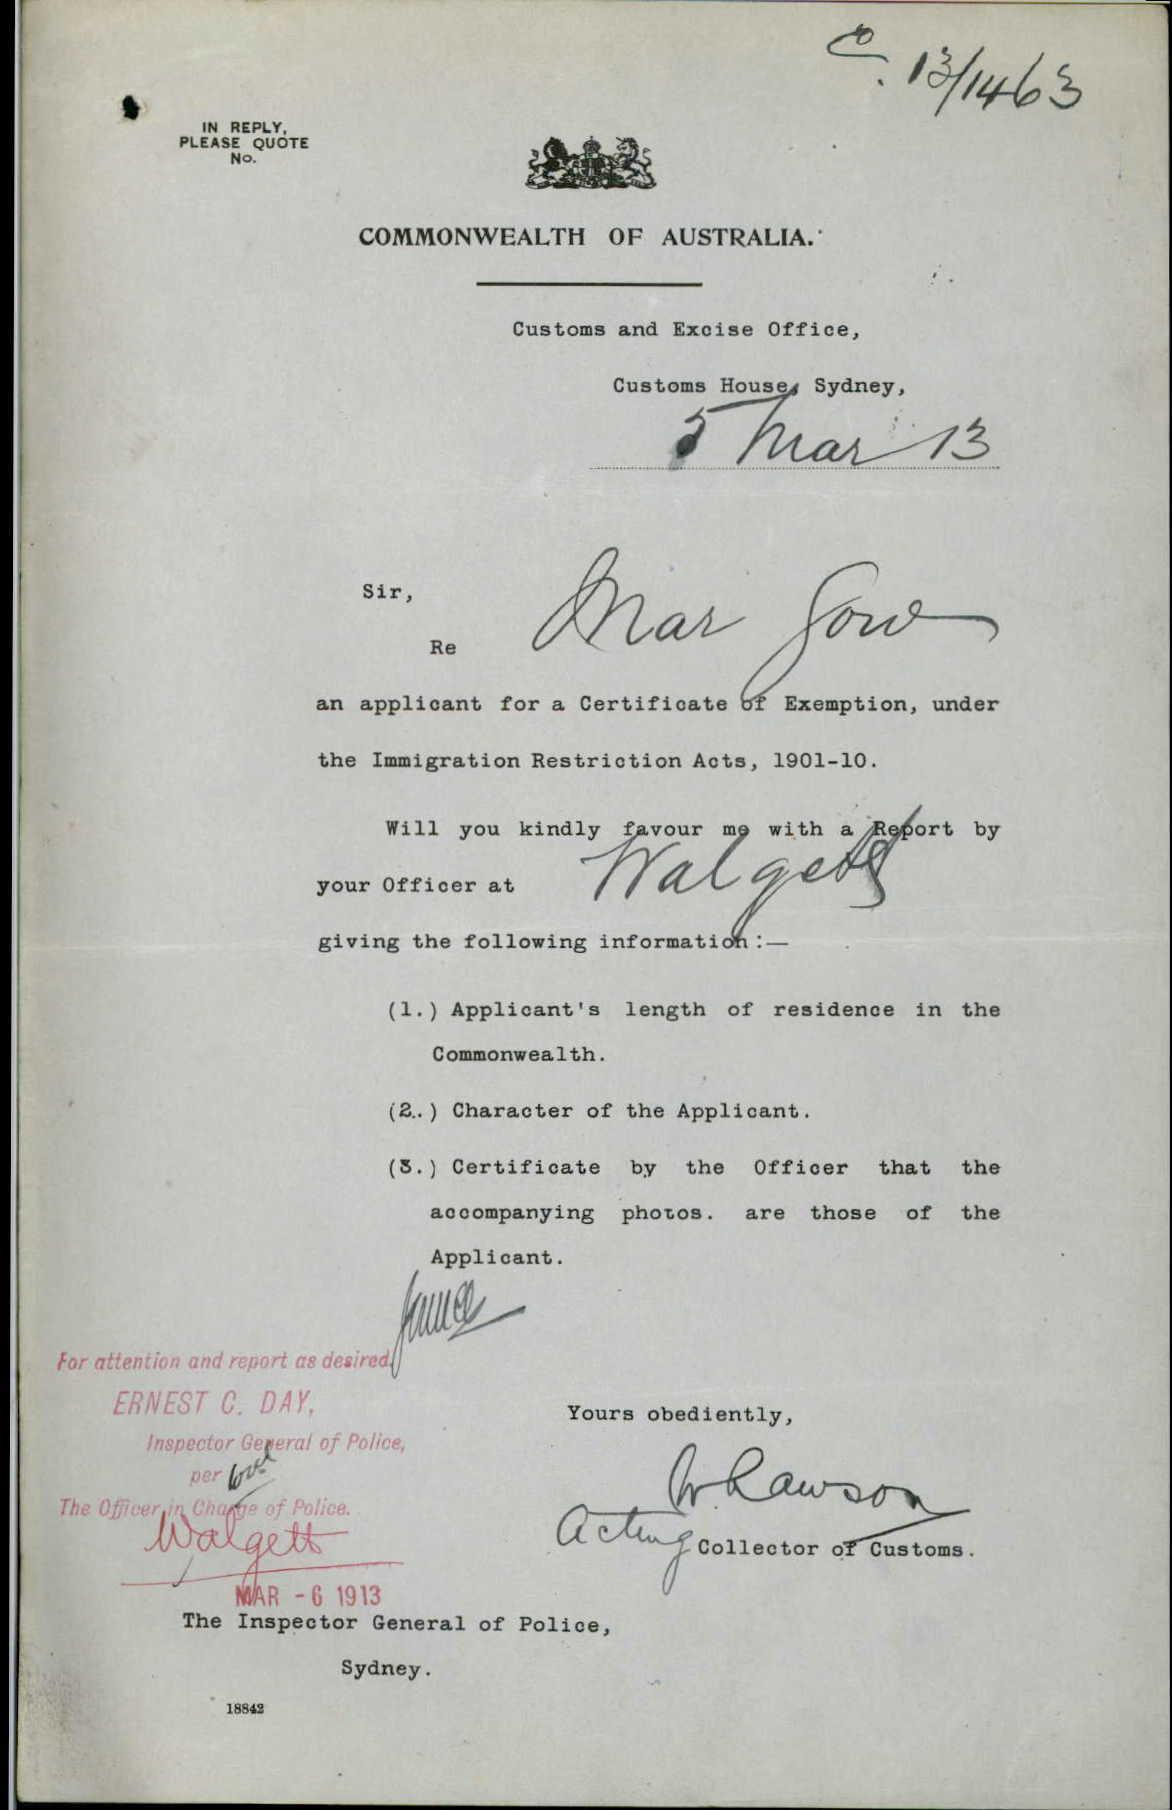 C. 13/1463
IN REPLY,
PLEASE QUOTE
No.
COMMONWEALTH OF AUSTRALIA.
Customs and Excise Office,
Customs House, Sydney,
5 Mar 13
Sir,
Re Mar Gow
an applicant for a Certificate of Exemption, under
the Immigration Restriction Acts, 1901-10.
Will you kindly favour me with a Report by
your Officer at Walgett
giving the following information:—
(1.) Applicant's length of residence in the
Commonwealth.
(2.) Character of the Applicant.
(3.) Certificate by the Officer that the
accompanying photos. are those of the
Applicant.
For attention and report as desired.
ERNEST C. DAY,
Inspector General of Police,
per
The Officer in Charge of Police.
Walgett
MAR - 6 1913
Yours obediently,
Acting Collector of Customs.
The Inspector General of Police,
Sydney.
18842